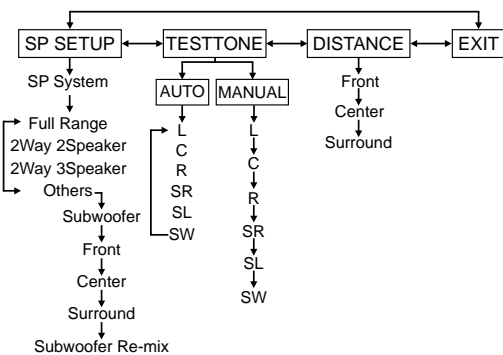 SP SETUP
TESTTONE
DISTANCE
EXIT
SP System
Full Range
2Way 2Speaker
2Way 3Speaker
Others
Subwoofer
Front
Center
Surround
Subwoofer Re-mix
AUTO
L
C
R
SR
SL
SW
MANUAL
L
C
R
SR
SL
SW
Front
Center
Surround